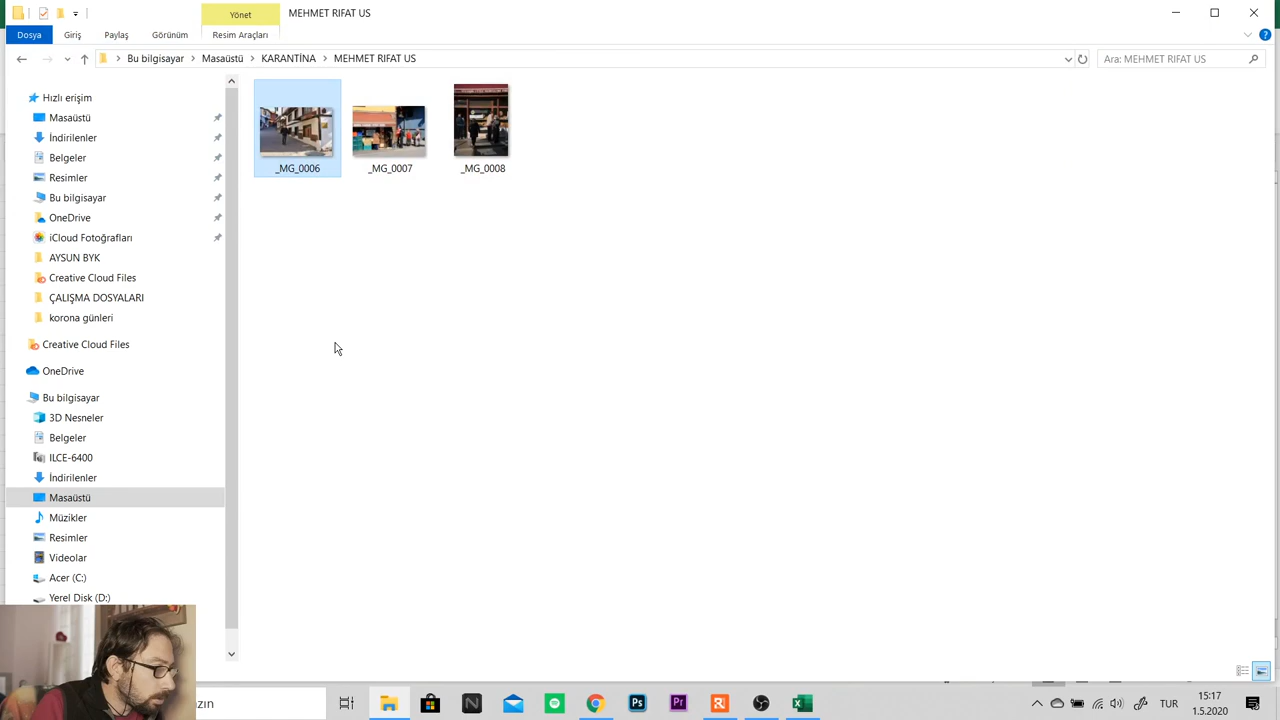 Yönet
MEHMET RIFAT US
Dosya
Giriş
Paylaş
Görünüm
Resim Araçları
Bu bilgisayar
Masaüstü
KARANTİNA
MEHMET RIFAT US
Ara: MEHMET RIFAT US
Hızlı erişim
Masaüstü
İndirilenler
Belgeler
Resimler
Bu bilgisayar
OneDrive
iCloud Fotoğrafları
AYSUN BYK
Creative Cloud Files
ÇALIŞMA DOSYALARI
korona günleri
Creative Cloud Files
OneDrive
Bu bilgisayar
3D Nesneler
Belgeler
ILCE-6400
İndirilenler
Masaüstü
Müzikler
Resimler
Videolar
Acer (C:)
Yerel Disk (D:)
_MG_0006
_MG_0007
_MG_0008
Ps
Pr
TUR
15:17
1.5.2020